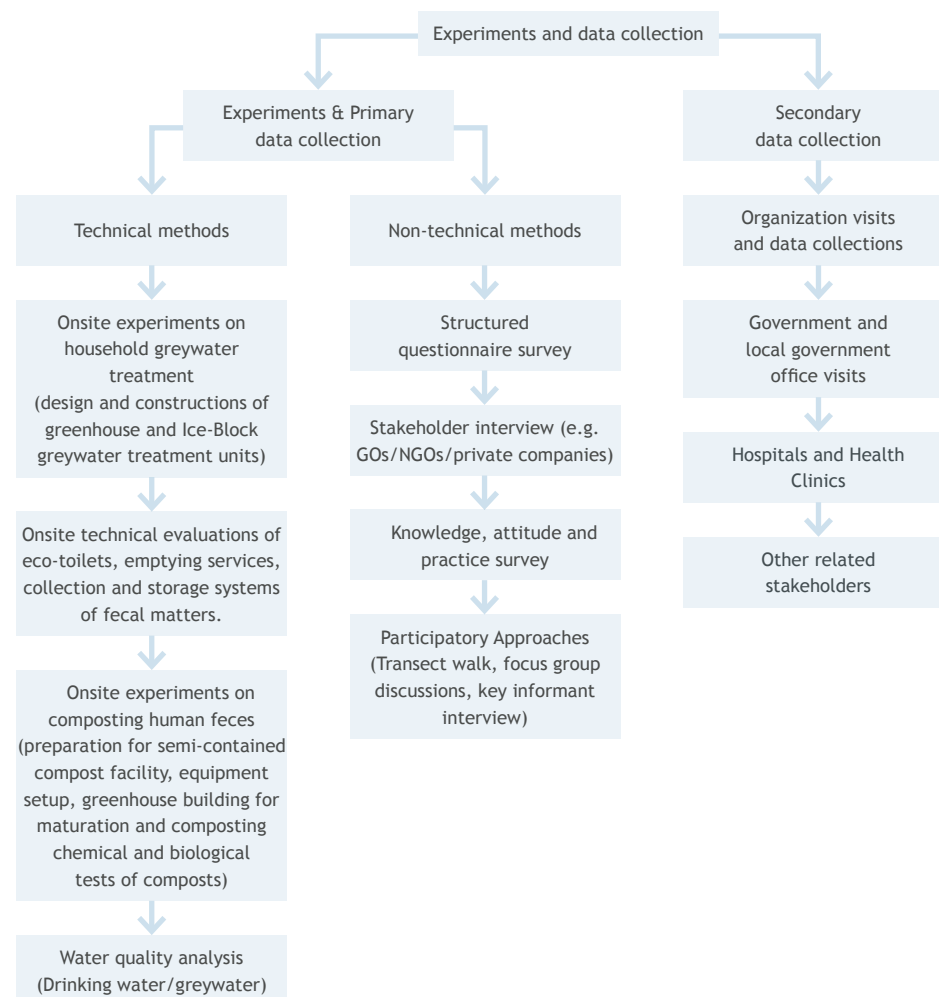 Experiments and data collection
Experiments & Primary
data collection
Secondary
data collection
Technical methods
Non-technical methods
Organization visits
and data collections
Onsite experiments on
household greywater
treatment
(design and constructions of
greenhouse and Ice-Block
greywater treatment units)
Structured
questionnaire survey
Government and
local government
office visits
Stakeholder interview (e.g.
GOs/NGOs/private companies)
Hospitals and Health
Clinics
Onsite technical evaluations of
eco-toilets, emptying services,
collection and storage systems
of fecal matters.
Knowledge, attitude and
practice survey
Other related
stakeholders
Participatory Approaches
(Transect walk, focus group
discussions, key informant
interview)
Onsite experiments on
composting human feces
(preparation for semi-contained
compost facility, equipment
setup, greenhouse building for
maturation and composting
chemical and biological
tests of composts)
Water quality analysis
(Drinking water/greywater)